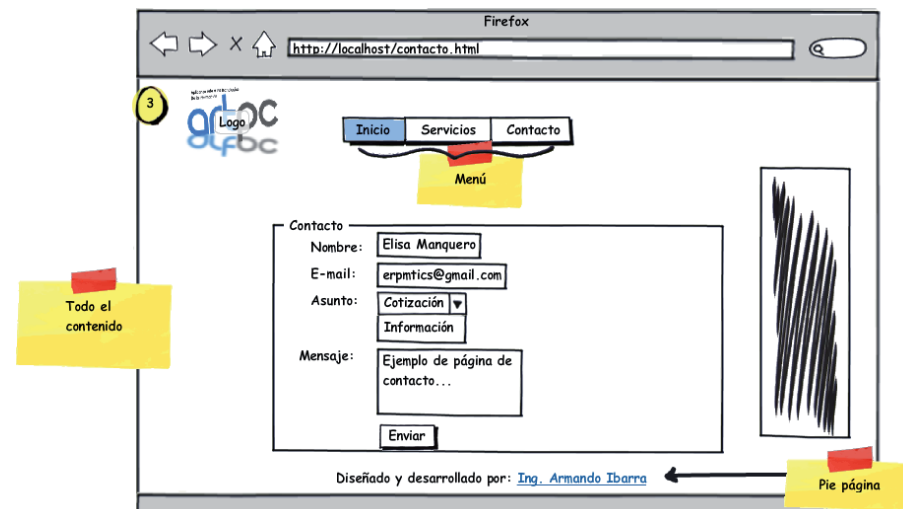 Firefox
http://localhost/contacto.html
3
Logo
Inicio Servicios Contacto
Menú
Contacto
Nombre: Elisa Manquero
E-mail: erpmtics@gmail.com
Asunto: Cotización
Información
Mensaje: Ejemplo de página de
contacto...
Enviar
Todo el
contenido
Diseñado y desarrollado por: Ing. Armando Ibarra
Pie página